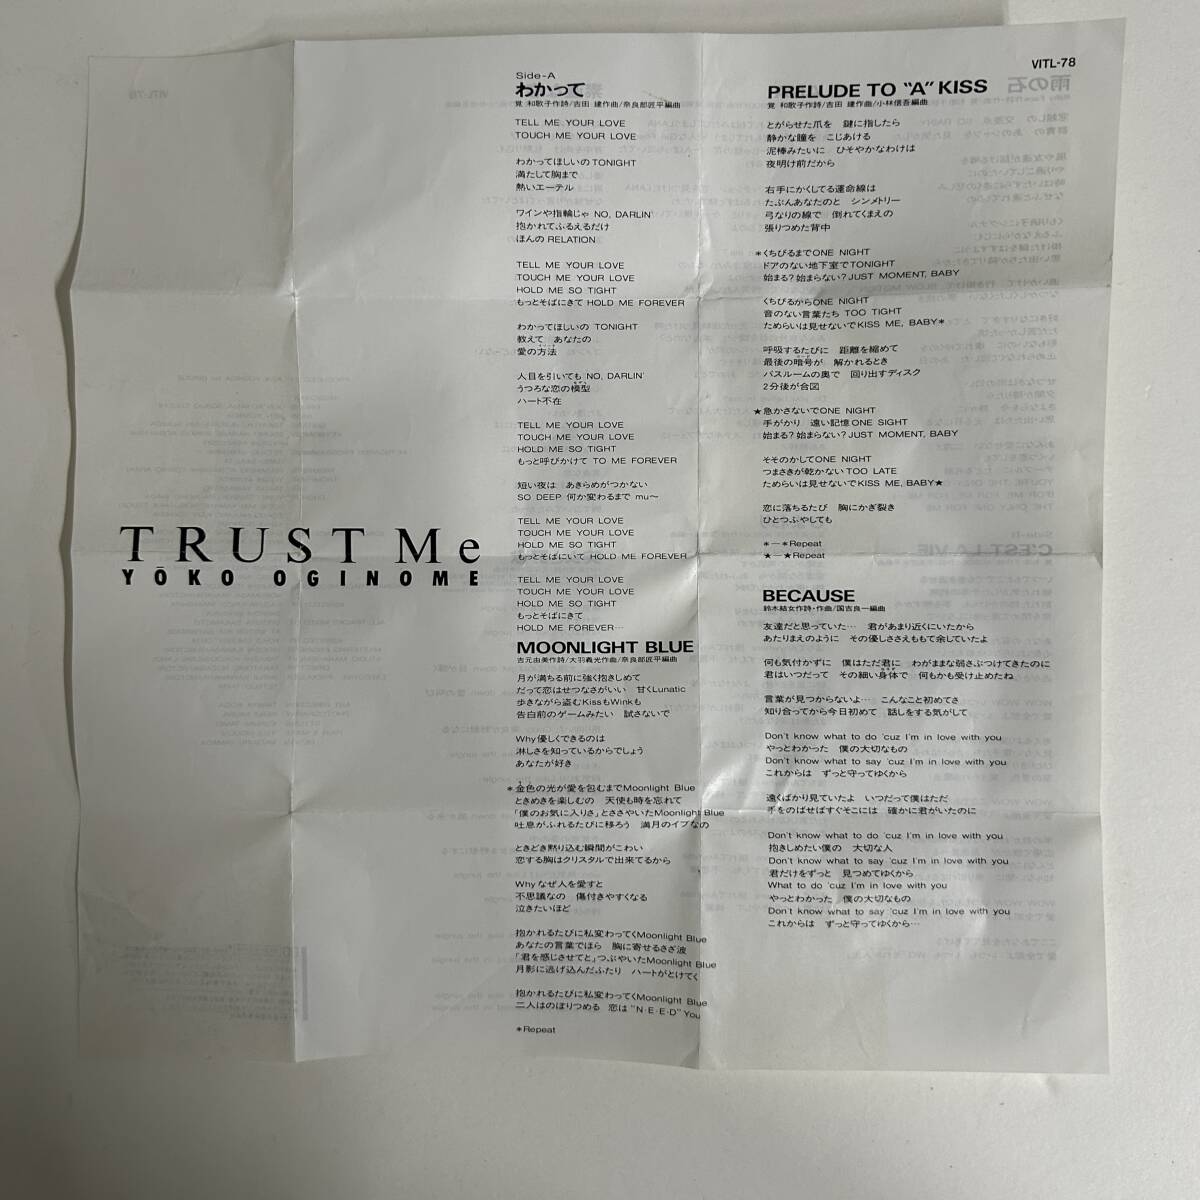 VITL-78
TRUST Me
YŌKO OGINOME
Side-A
わかって
覚 和歌子作詩/吉田 建作曲/奈良部匠平編曲
TELL ME YOUR LOVE
TOUCH ME YOUR LOVE
わかってほしいのTONIGHT
満たして胸まで
熱いエーテル
ワインや指輪じゃ NO, DARLIN'
抱かれてふるえるだけ
ほんの RELATION
TELL ME YOUR LOVE
TOUCH ME YOUR LOVE
HOLD ME SO TIGHT
もっとそばにきて HOLD ME FOREVER
わかってほしいの TONIGHT
教えて あなたの
愛の方法
人目を引いても NO, DARLIN'
うつろな恋の模型
ハート不在
TELL ME YOUR LOVE
TOUCH ME YOUR LOVE
HOLD ME SO TIGHT
もっと呼びかけて TO ME FOREVER
短い夜は あきらめがつかない
SO DEEP 何か変わるまで mu〜
TELL ME YOUR LOVE
TOUCH ME YOUR LOVE
HOLD ME SO TIGHT
もっとそばにいて HOLD ME FOREVER
TELL ME YOUR LOVE
TOUCH ME YOUR LOVE
HOLD ME SO TIGHT
もっとそばにきて
HOLD ME FOREVER…
MOONLIGHT BLUE
吉元由美作詩/大羽義光作曲/奈良部匠平編曲
月が満ちる前に強く抱きしめて
だって恋はせつなさがいい 甘くLunatic
歩きながら盗むKissもWinkも
告白前のゲームみたい 試さないで
Why優しくできるのは
淋しさを知っているからでしょう
あなたが好き
*金色の光が愛を包むまでMoonlight Blue
ときめきを楽しむの 天使も時を忘れて
「僕のお気に入りさ」とささやいたMoonlight Blue
吐息がふれるたびに移ろう 満月のイブなの
ときどき黙り込む瞬間がこわい
恋する胸はクリスタルで出来てるから
Whyなぜ人を愛すと
不思議なの 傷付きやすくなる
泣きたいほど
抱かれるたびに私変わってくMoonlight Blue
あなたの言葉でほら 胸に寄せるさざ波
「君を感じさせてと」つぶやいたMoonlight Blue
月影に逃げ込んだふたり ハートがとけてく
抱かれるたびに私変わってくMoonlight Blue
二人はのぼりつめる 恋は "N・E・E・D" You
*Repeat
PRELUDE TO "A" KISS
覚 和歌子作詩/吉田 建作曲/小林信吾編曲
とがらせた爪を 鍵に指したら
静かな瞳を こじあける
泥棒みたいに ひそやかなわけは
夜明け前だから
右手にかくしてる運命線は
たぶんあなたのと シンメトリー
弓なりの線で 倒れてくまえの
張りつめた背中
*くちびるまでONE NIGHT
ドアのない地下室でTONIGHT
始まる?始まらない?JUST MOMENT, BABY
くちびるからONE NIGHT
音のない言葉たち TOO TIGHT
ためらいは見せないでKISS ME, BABY*
呼吸するたびに 距離を縮めて
最後の暗号が 解かれるとき
バスルームの奥で 回り出すディスク
2分後が合図
★急かさないでONE NIGHT
手がかり 遠い記憶ONE SIGHT
始まる?始まらない?JUST MOMENT, BABY
そそのかしてONE NIGHT
つまさきが乾かないTOO LATE
ためらいは見せないでKISS ME, BABY★
恋に落ちるたび 胸にかぎ裂き
ひとつふやしても
*—*Repeat
★—★Repeat
BECAUSE
鈴木結女作詩・作曲/国吉良一編曲
友達だと思っていた… 君があまり近くにいたから
あたりまえのように その優しささえもて余していたよ
何も気付かずに 僕はただ君に わがままな弱さぶつけてきたのに
君はいつだって その細い身体で 何もかも受け止めたね
言葉が見つからないよ… こんなこと初めてさ
知り合ってから今日初めて 話しをする気がして
Don't know what to do 'cuz I'm in love with you
やっとわかった 僕の大切なもの
Don't know what to say 'cuz I'm in love with you
これからは ずっと守ってゆくから
遠くばかり見ていたよ いつだって僕はただ
手をのばせばすぐそこには 確かに君がいたのに
Don't know what to do 'cuz I'm in love with you
抱きしめたい僕の 大切な人
Don't know what to say 'cuz I'm in love with you
君だけをずっと 見つめてゆくから
What to do 'cuz I'm in love with you
やっとわかった 僕の大切なもの
Don't know what to say 'cuz I'm in love with you
これからは ずっと守ってゆくから…